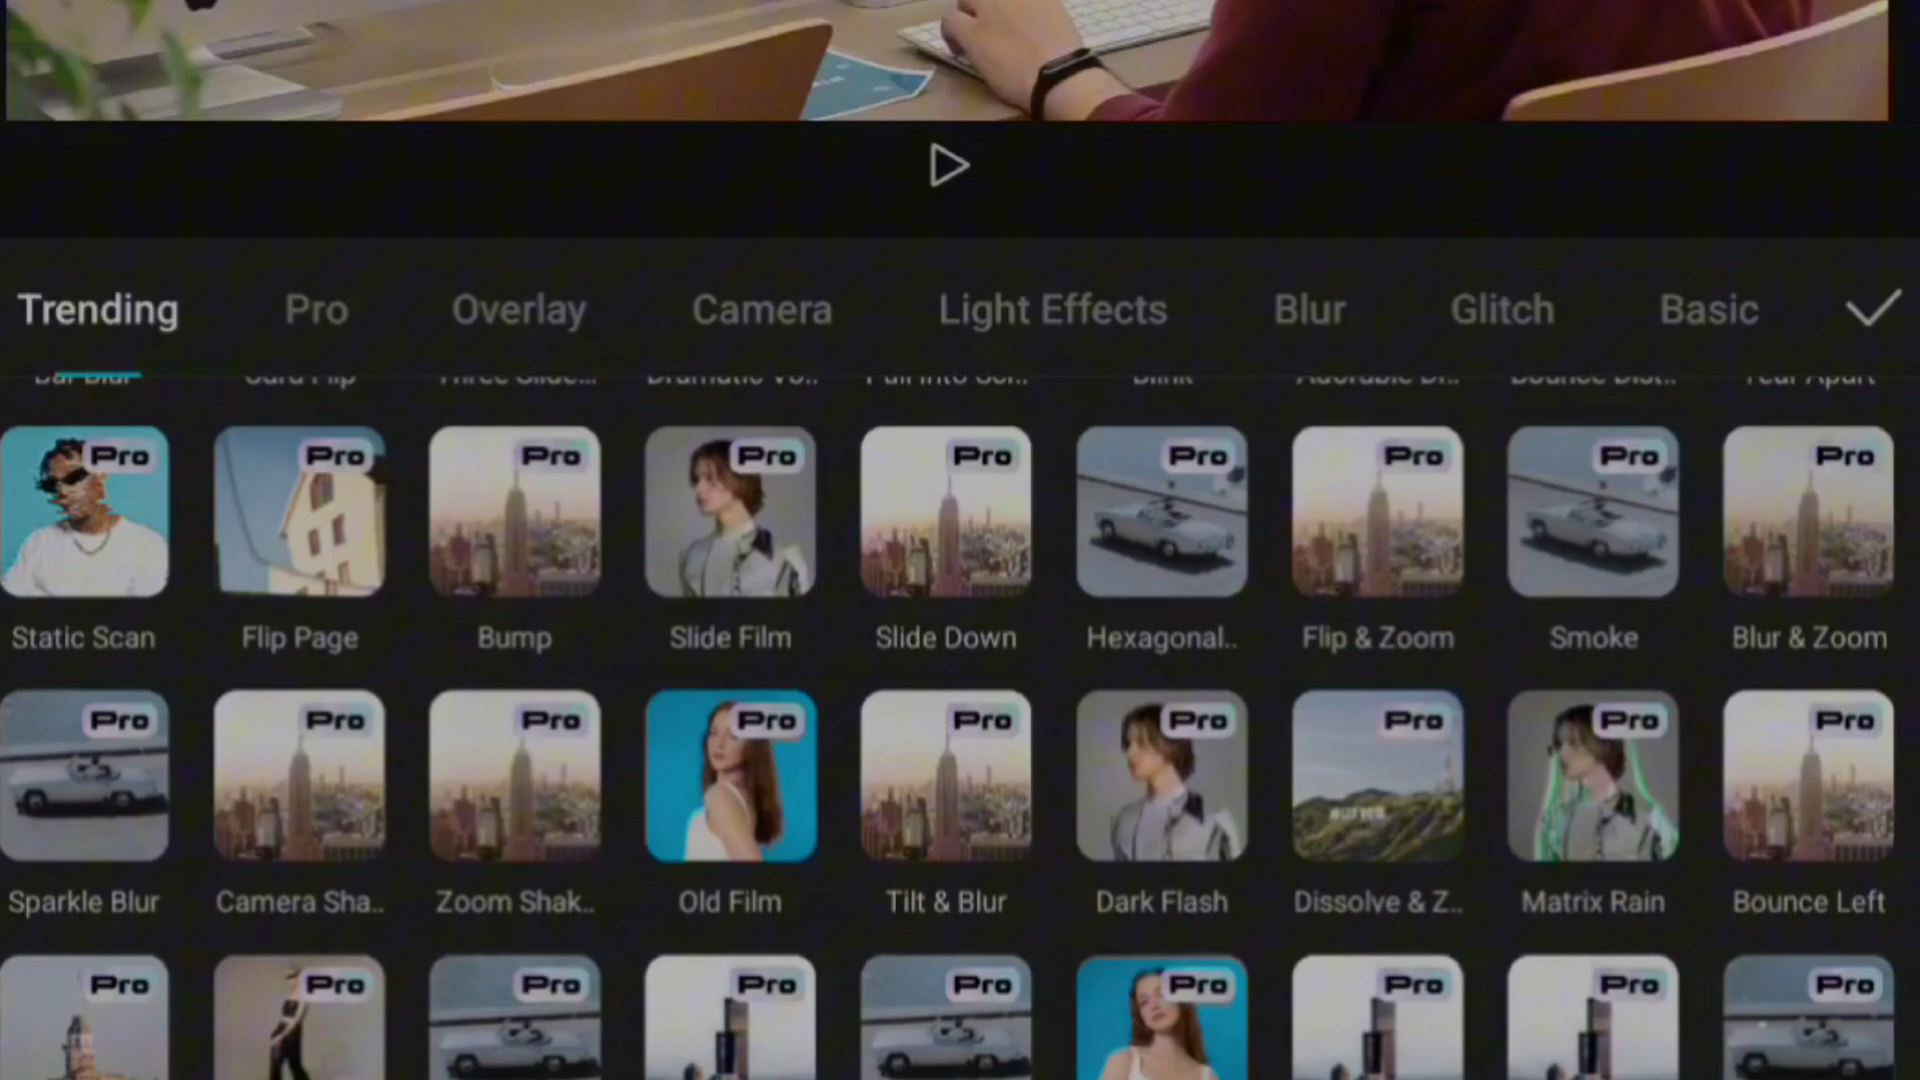 Trending Pro Overlay Camera Light Effects Blur Glitch Basic
Pro Pro Pro Pro Pro Pro Pro Pro Pro
Static Scan Flip Page Bump Slide Film Slide Down Hexagonal.. Flip & Zoom Smoke Blur & Zoom
Pro Pro Pro Pro Pro Pro Pro Pro Pro
Sparkle Blur Camera Sha.. Zoom Shak.. Old Film Tilt & Blur Dark Flash Dissolve & Z.. Matrix Rain Bounce Left
Pro Pro Pro Pro Pro Pro Pro Pro Pro